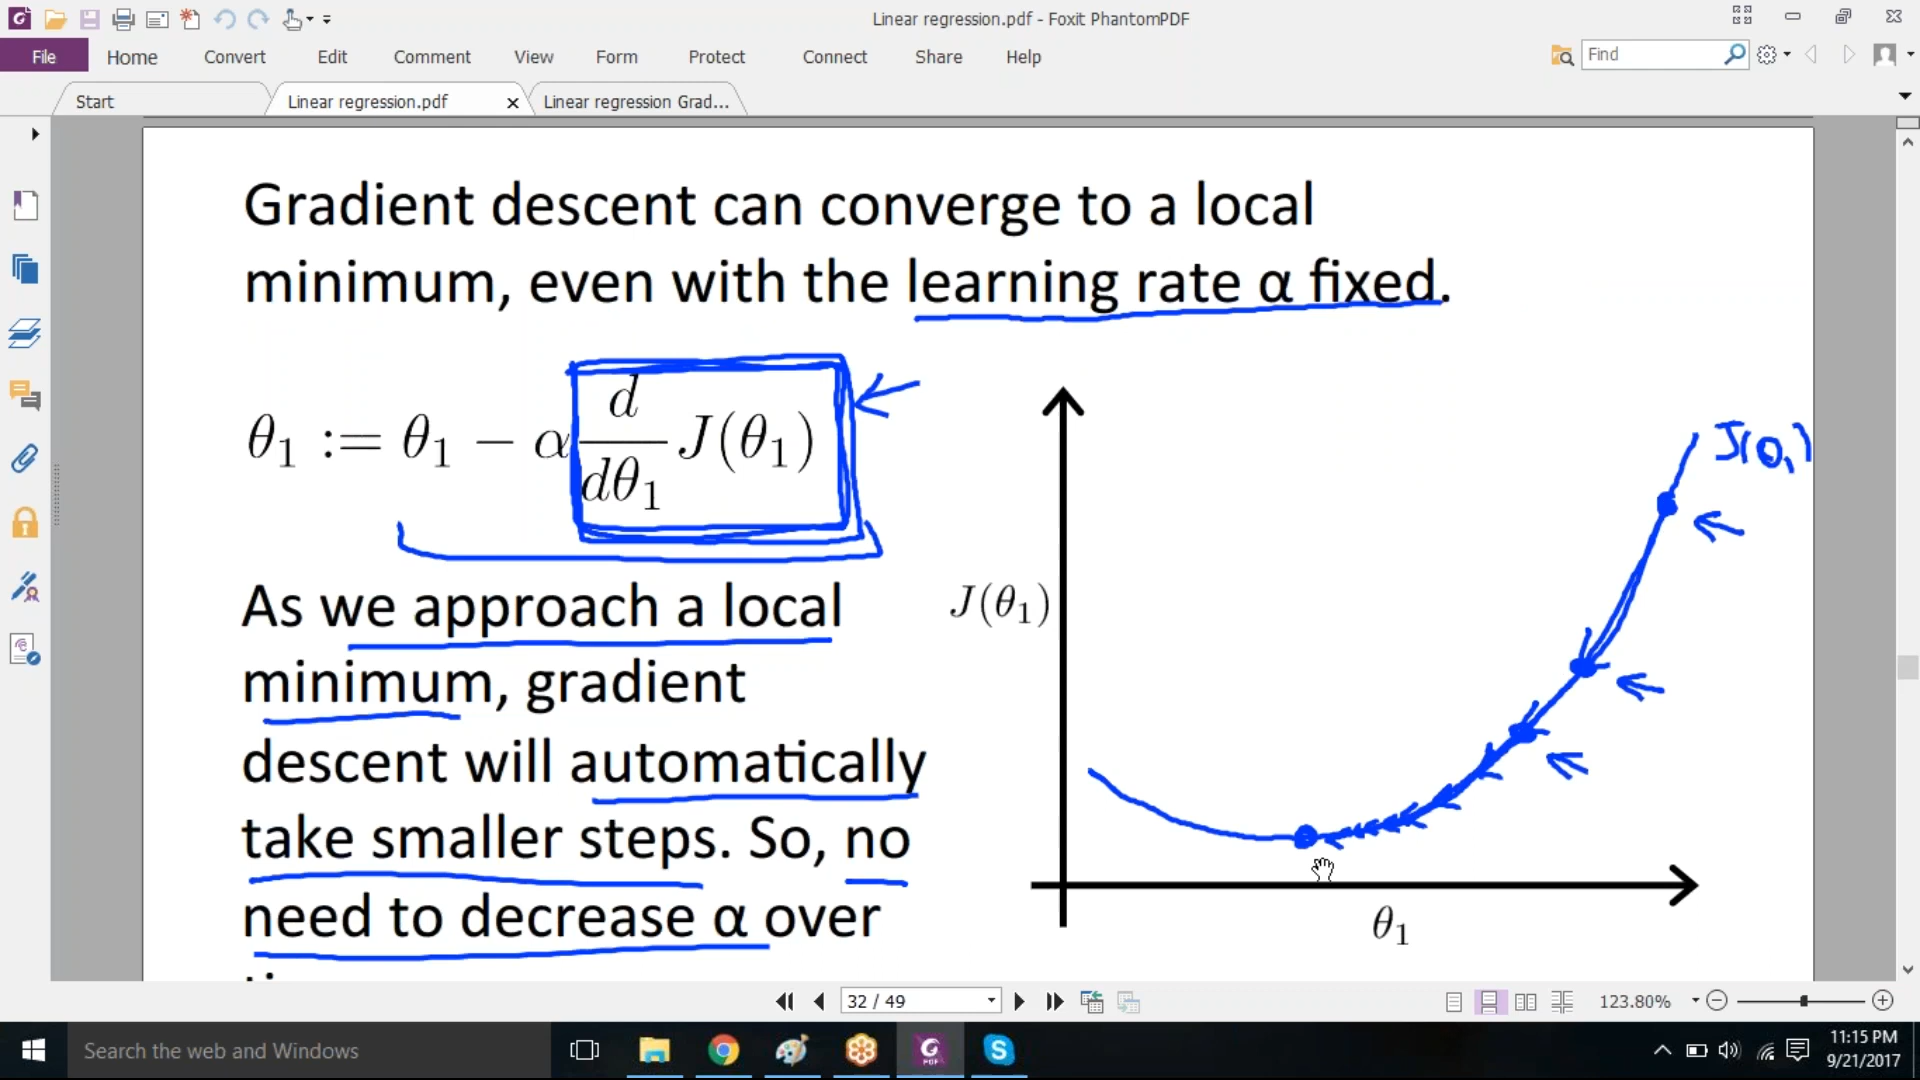 Linear regression.pdf - Foxit PhantomPDF
File Home Convert Edit Comment View Form Protect Connect Share Help
Find
Start
Linear regression.pdf
Linear regression Grad...
Gradient descent can converge to a local
minimum, even with the learning rate α fixed.
θ₁ := θ₁ − α d/dθ₁ J(θ₁)
As we approach a local
minimum, gradient
descent will automatically
take smaller steps. So, no
need to decrease α over
J(θ₁)
J(θ₁)
θ₁
32 / 49
123.80%
Search the web and Windows
PDF
11:15 PM
9/21/2017